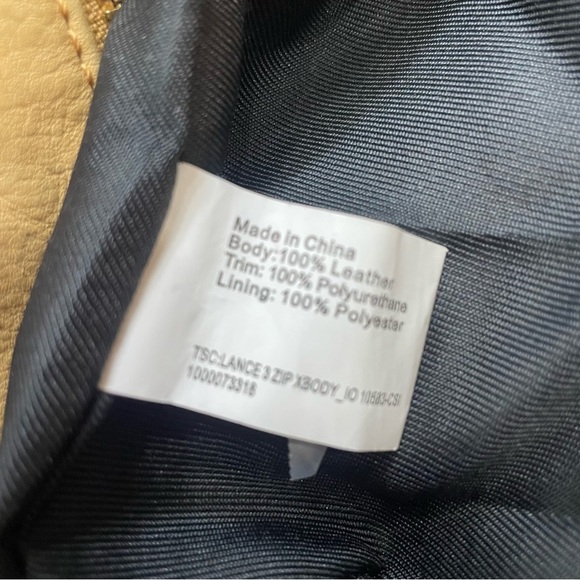 Made in China
Body:100% Leather
Trim: 100% Polyurethane
Lining: 100% Polyester
TSC:LANCE 3 ZIP XBODY_IO 10583-CSI
1000073318